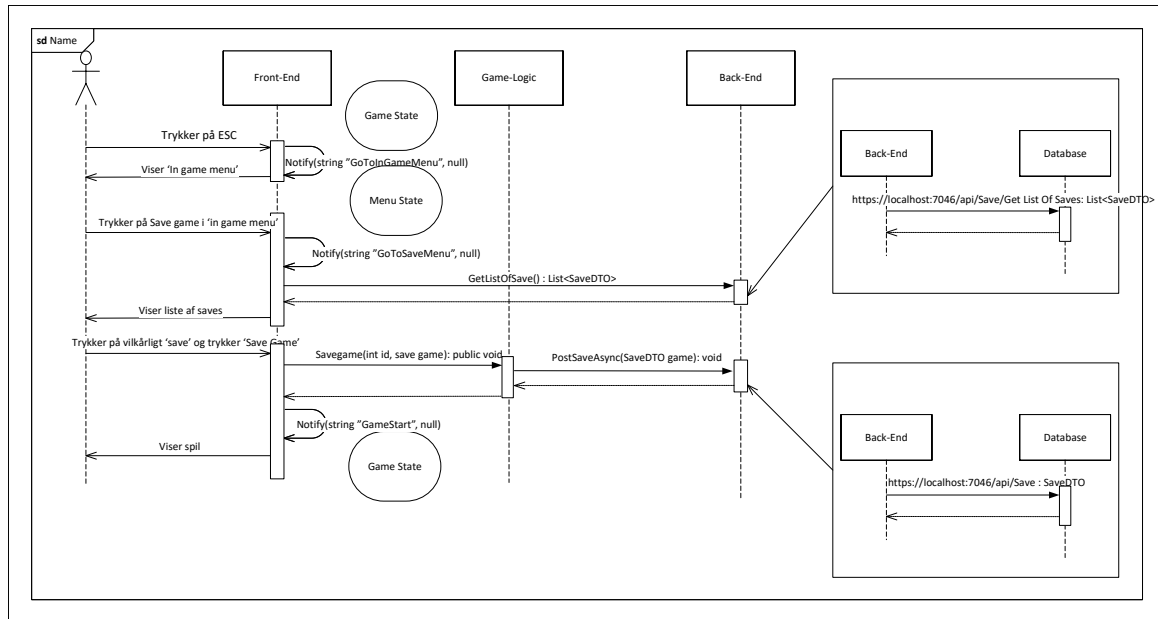 sd Name
Front-End
Game-Logic
Back-End
Game State
Trykker på ESC
Notify(string "GoToInGameMenu", null)
Viser 'In game menu'
Menu State
Back-End
Database
https://localhost:7046/api/Save/Get List Of Saves: List<SaveDTO>
Trykker på Save game i 'in game menu'
Notify(string "GoToSaveMenu", null)
GetListOfSave() : List<SaveDTO>
Viser liste af saves
Trykker på vilkårligt 'save' og trykker 'Save Game'
Savegame(int id, save game): public void
PostSaveAsync(SaveDTO game): void
Notify(string "GameStart", null)
Viser spil
Game State
Back-End
Database
https://localhost:7046/api/Save : SaveDTO